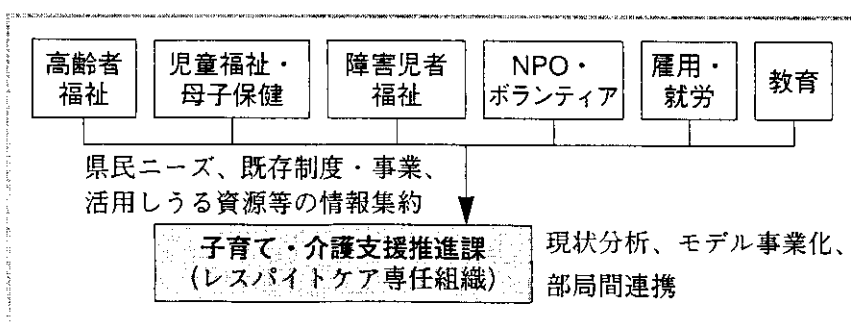 高齢者
福祉
児童福祉・
母子保健
障害児者
福祉
NPO・
ボランティア
雇用・
就労
教育
県民ニーズ、既存制度・事業、
活用しうる資源等の情報集約
子育て・介護支援推進課
(レスパイトケア専任組織)
現状分析、モデル事業化、
部局間連携